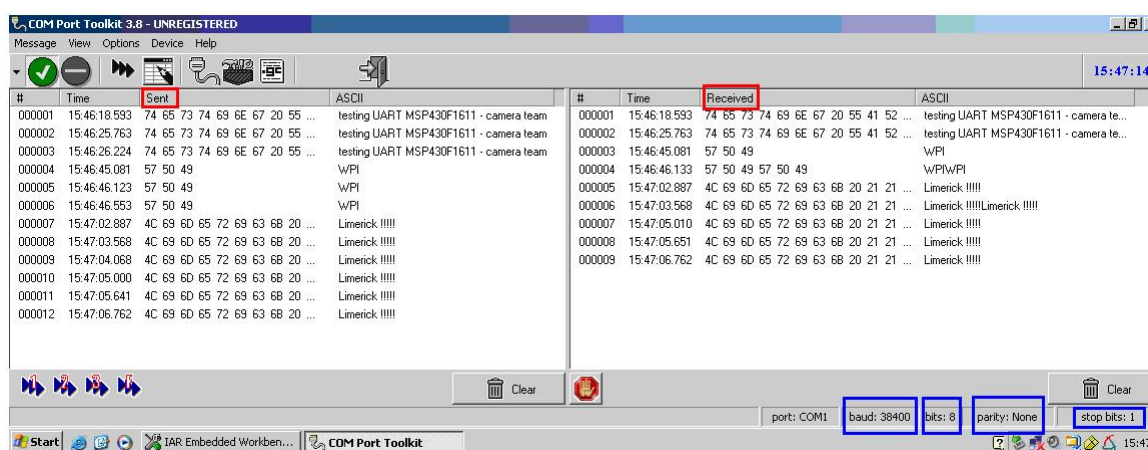 COM Port Toolkit 3.8 - UNREGISTERED
Message View Options Device Help
15:47:14
# Time Sent ASCII
000001 15:46:18.593 74 65 73 74 69 6E 67 20 55 ... testing UART MSP430F1611 - camera team
000002 15:46:25.763 74 65 73 74 69 6E 67 20 55 ... testing UART MSP430F1611 - camera team
000003 15:46:26.224 74 65 73 74 69 6E 67 20 55 ... testing UART MSP430F1611 - camera team
000004 15:46:45.081 57 50 49 WPI
000005 15:46:46.123 57 50 49 WPI
000006 15:46:46.553 57 50 49 WPI
000007 15:47:02.887 4C 69 6D 65 72 69 63 6B 20 ... Limerick !!!!!
000008 15:47:03.568 4C 69 6D 65 72 69 63 6B 20 ... Limerick !!!!!
000009 15:47:04.068 4C 69 6D 65 72 69 63 6B 20 ... Limerick !!!!!
000010 15:47:05.000 4C 69 6D 65 72 69 63 6B 20 ... Limerick !!!!!
000011 15:47:05.641 4C 69 6D 65 72 69 63 6B 20 ... Limerick !!!!!
000012 15:47:06.762 4C 69 6D 65 72 69 63 6B 20 ... Limerick !!!!!
# Time Received ASCII
000001 15:46:18.593 74 65 73 74 69 6E 67 20 55 41 52 ... testing UART MSP430F1611 - camera te...
000002 15:46:25.763 74 65 73 74 69 6E 67 20 55 41 52 ... testing UART MSP430F1611 - camera te...
000003 15:46:45.081 57 50 49 WPI
000004 15:46:46.133 57 50 49 57 50 49 WPIWPI
000005 15:47:02.887 4C 69 6D 65 72 69 63 6B 20 21 21 ... Limerick !!!!!
000006 15:47:03.568 4C 69 6D 65 72 69 63 6B 20 21 21 ... Limerick !!!!!Limerick !!!!!
000007 15:47:05.010 4C 69 6D 65 72 69 63 6B 20 21 21 ... Limerick !!!!!
000008 15:47:05.651 4C 69 6D 65 72 69 63 6B 20 21 21 ... Limerick !!!!!
000009 15:47:06.762 4C 69 6D 65 72 69 63 6B 20 21 21 ... Limerick !!!!!
Clear
Clear
port: COM1 baud: 38400 bits: 8 parity: None stop bits: 1
Start IAR Embedded Workben... COM Port Toolkit 15:47